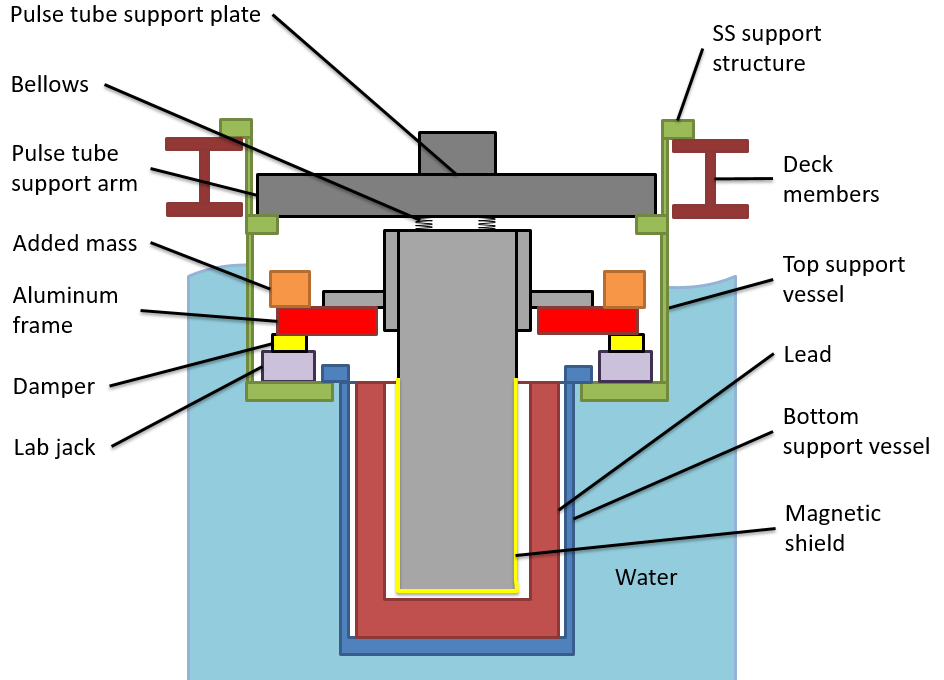 Pulse tube support plate
Bellows
Pulse tube
support arm
Added mass
Aluminum
frame
Damper
Lab jack
SS support
structure
Deck
members
Top support
vessel
Lead
Bottom
support vessel
Magnetic
shield
Water